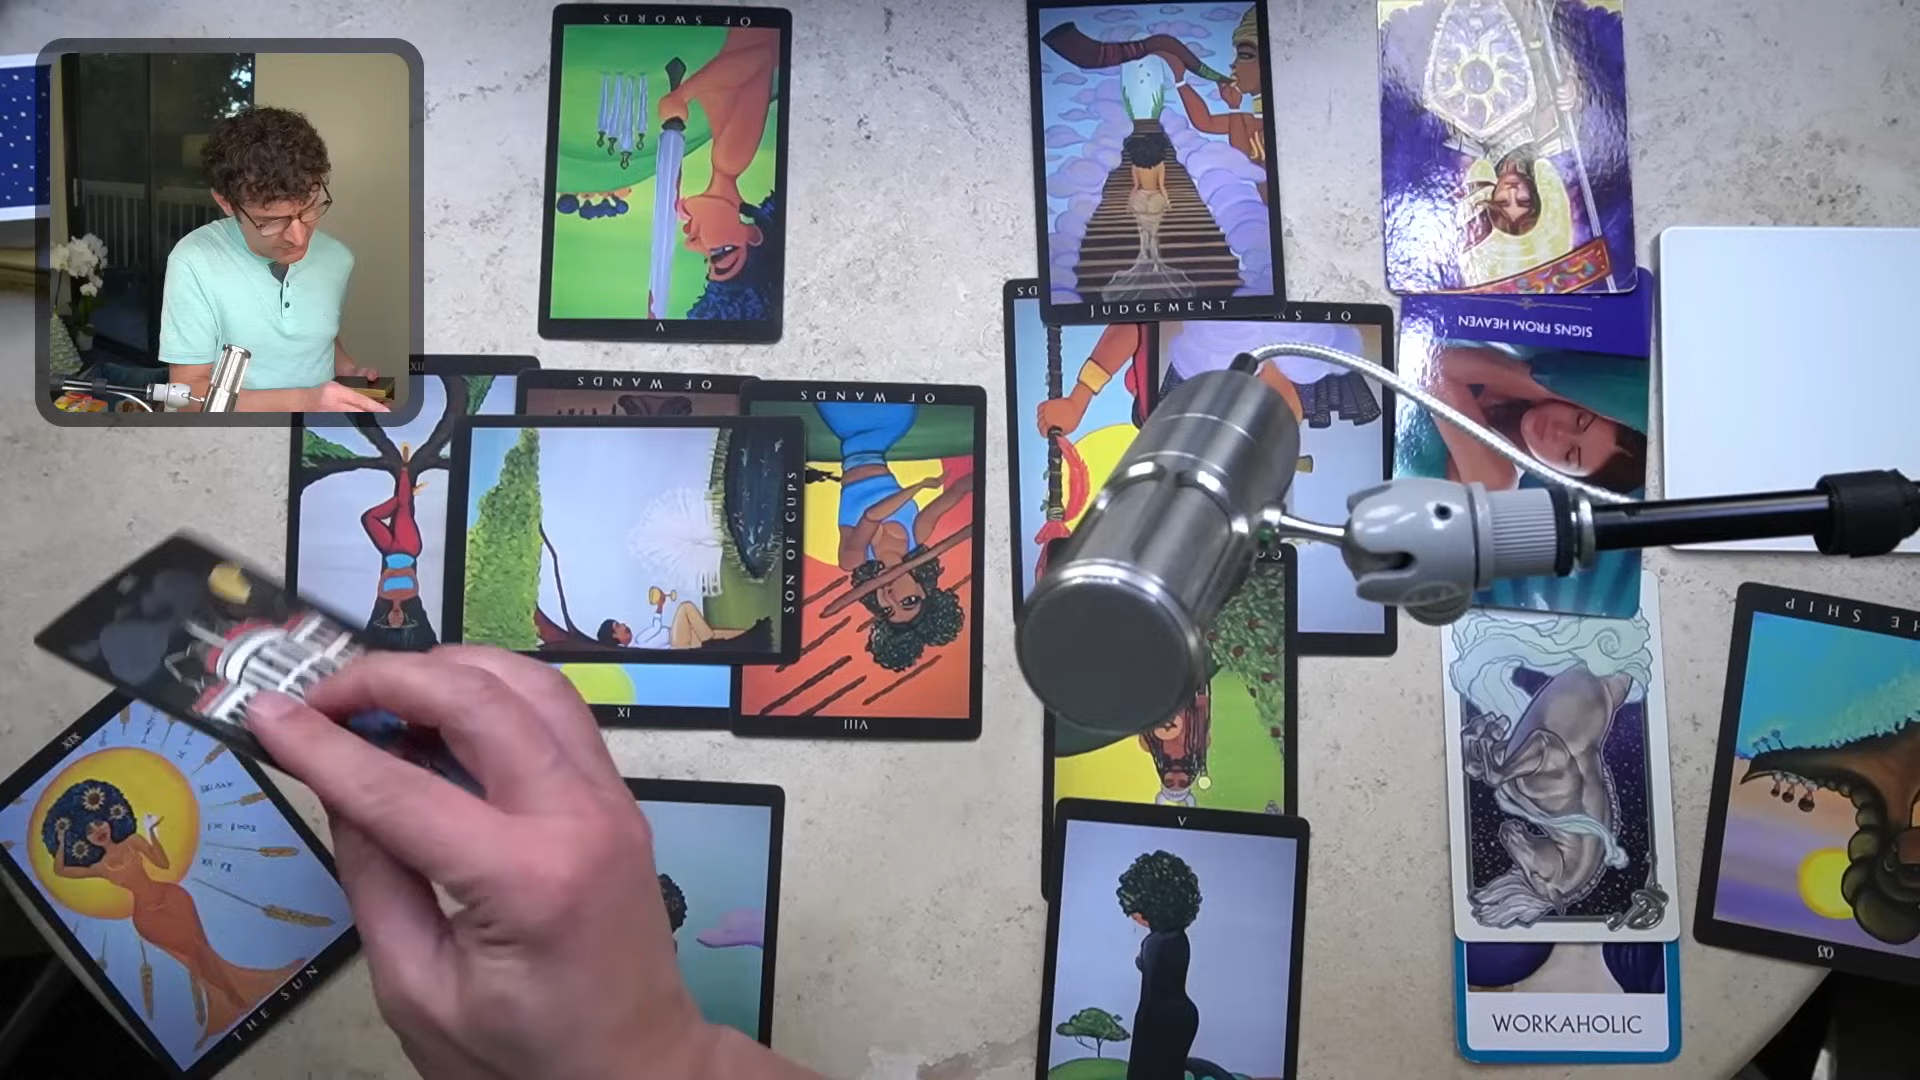 OF SWORDS
V
JUDGEMENT
SIGNS FROM HEAVEN
OF WANDS
OF WANDS
SON OF CUPS
IX
VIII
XIX
THE SUN
V
WORKAHOLIC
HE SHIP